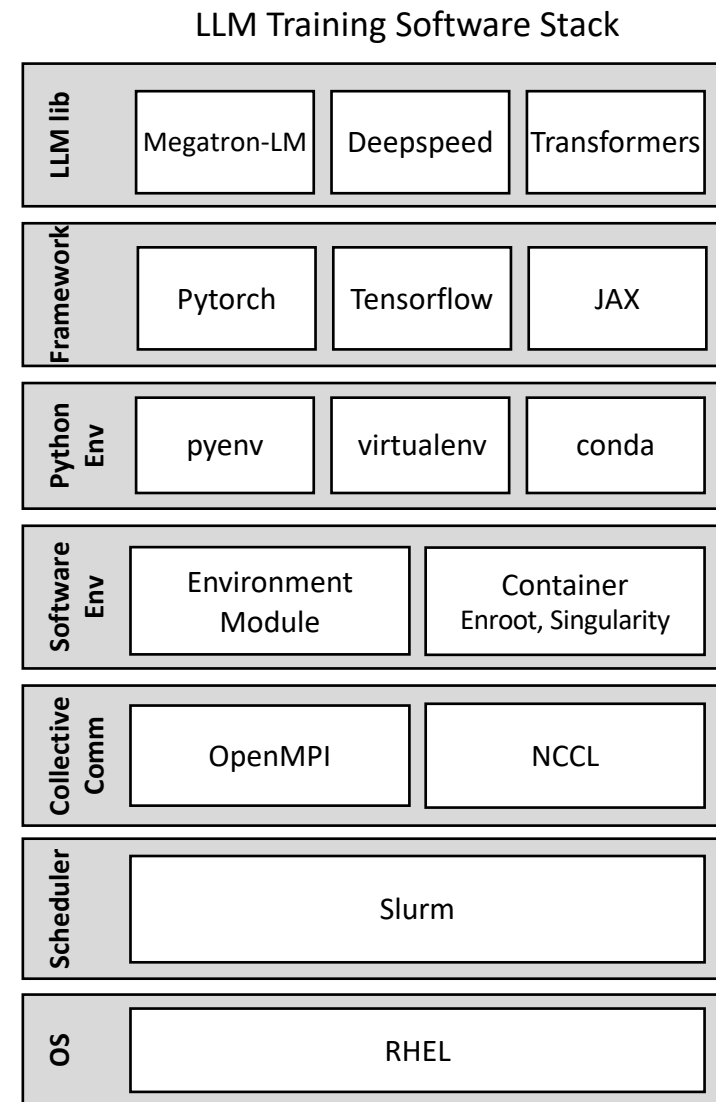 LLM Training Software Stack
LLM lib
Megatron-LM
Deepspeed
Transformers
Framework
Pytorch
Tensorflow
JAX
Python
Env
pyenv
virtualenv
conda
Software
Env
Environment
Module
Container
Enroot, Singularity
Collective
Comm
OpenMPI
NCCL
Scheduler
Slurm
OS
RHEL